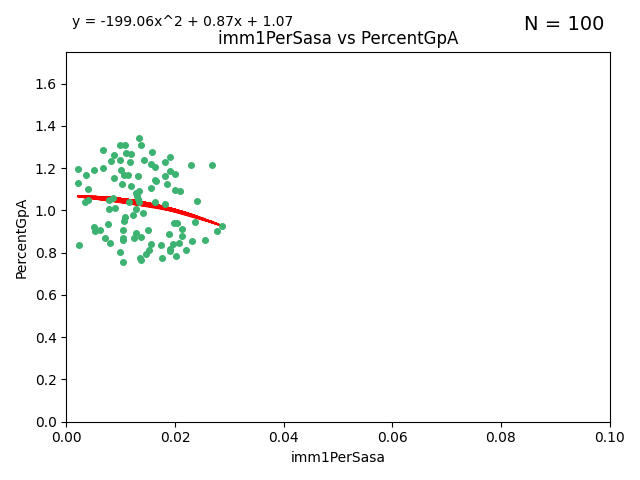 y = -199.06x^2 + 0.87x + 1.07
N = 100
imm1PerSasa vs PercentGpA
PercentGpA
1.6
1.4
1.2
1.0
0.8
0.6
0.4
0.2
0.0
0.00 0.02 0.04 0.06 0.08 0.10
imm1PerSasa